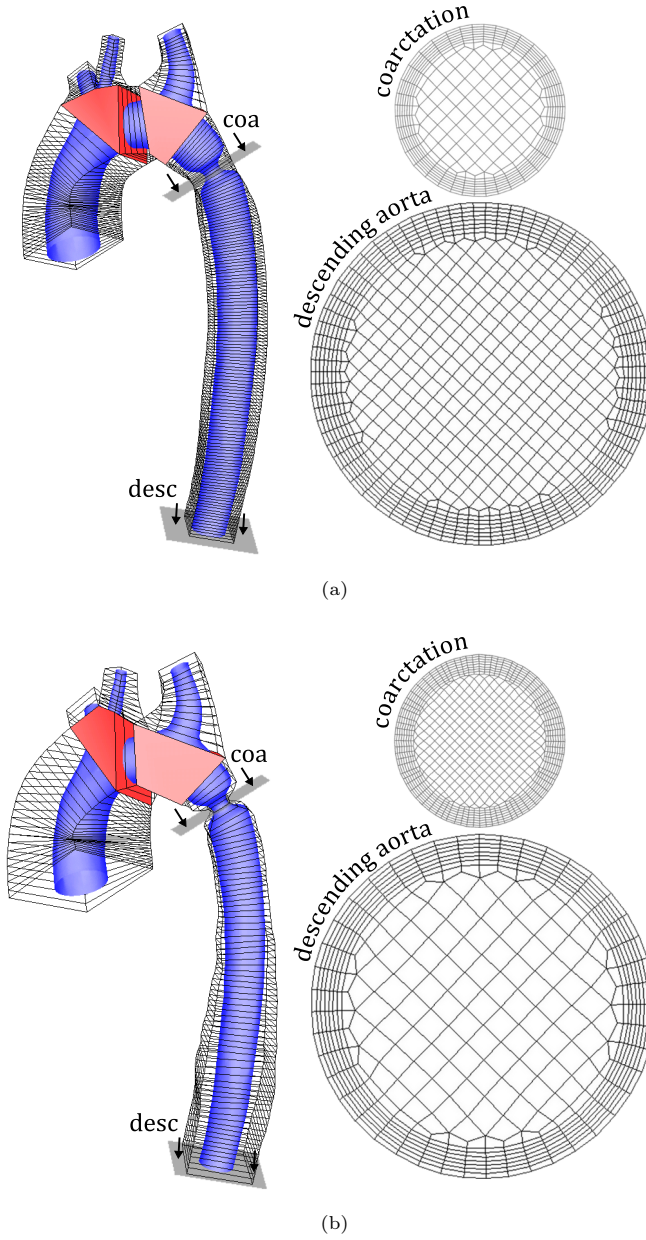 coa
coarctation
descending aorta
desc
(a)
coa
coarctation
descending aorta
desc
(b)